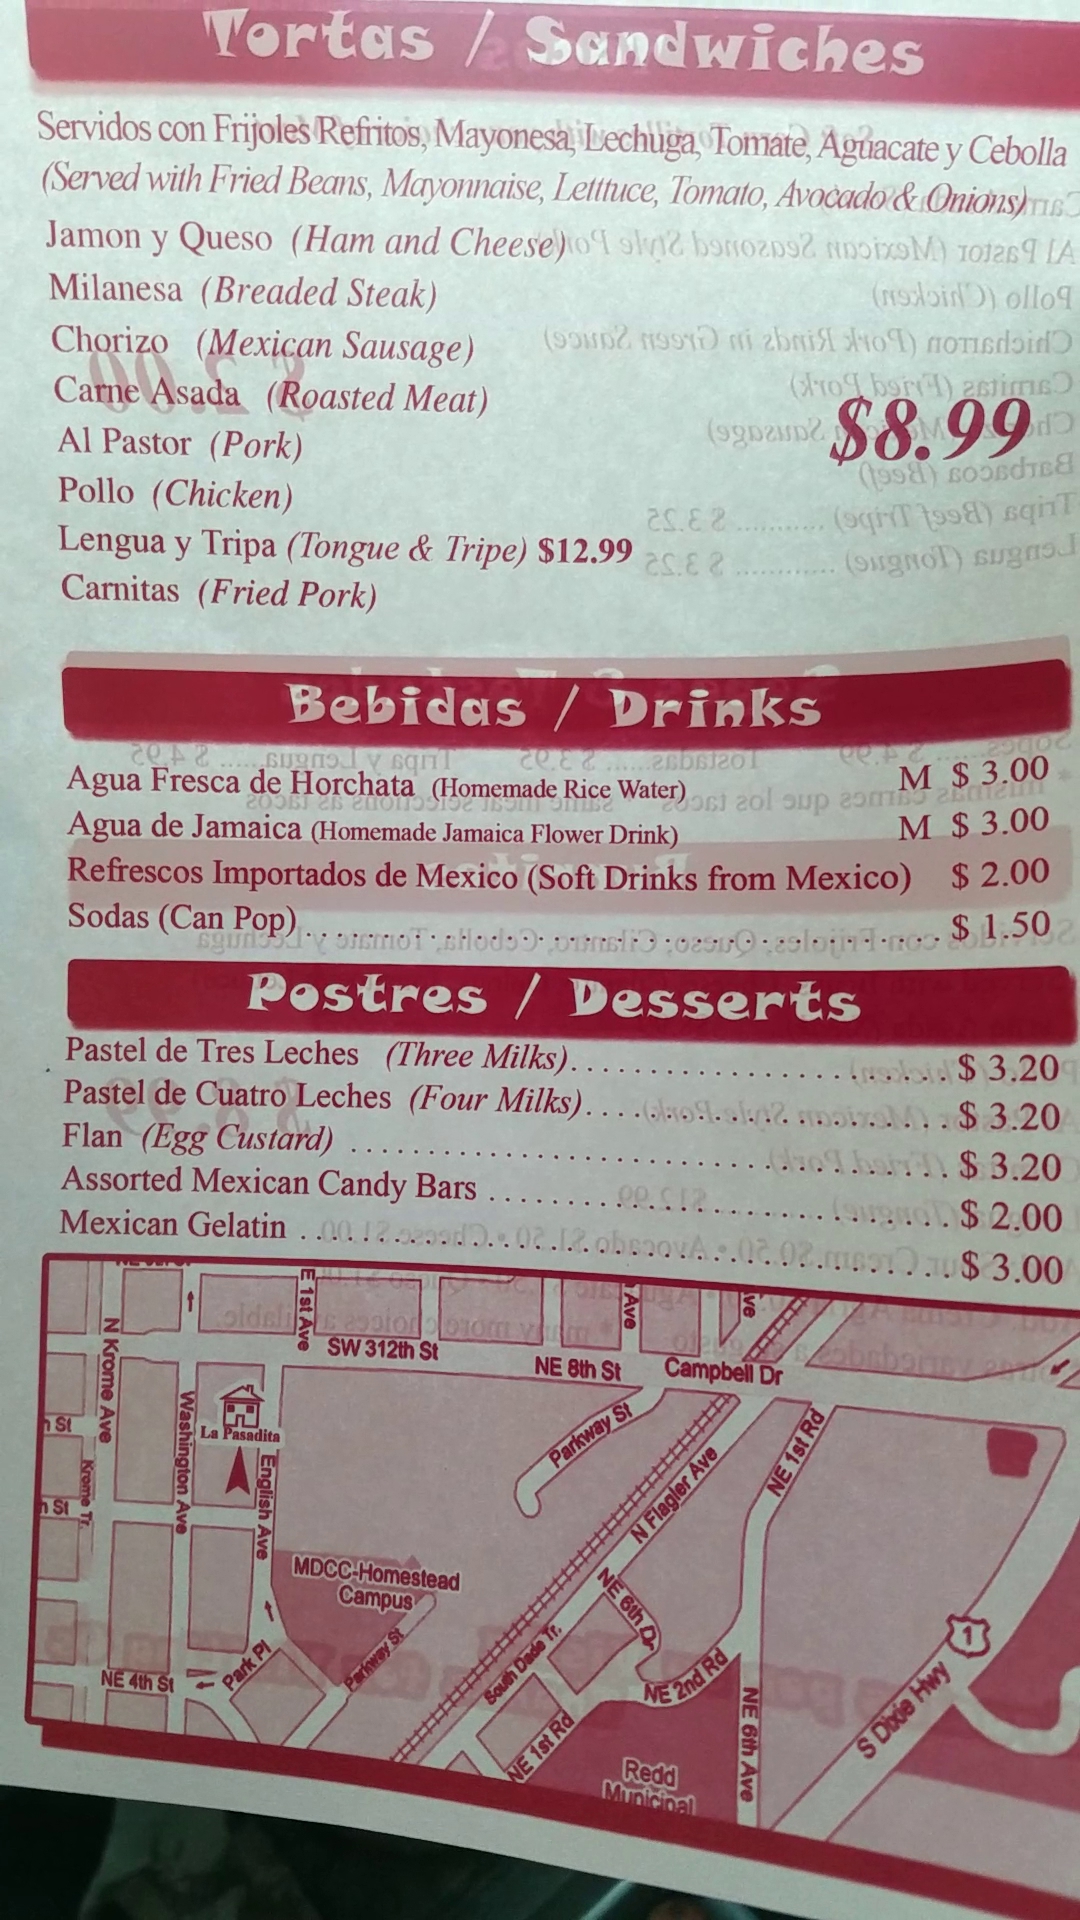 Tortas / Sandwiches
Servidos con Frijoles Refritos, Mayonesa, Lechuga, Tomate, Aguacate y Cebolla
(Served with Fried Beans, Mayonnaise, Letttuce, Tomato, Avocado & Onions)
Jamon y Queso (Ham and Cheese)
Milanesa (Breaded Steak)
Chorizo (Mexican Sausage)
Carne Asada (Roasted Meat)
$8.99
Al Pastor (Pork)
Pollo (Chicken)
Lengua y Tripa (Tongue & Tripe) $12.99
Carnitas (Fried Pork)
Bebidas / Drinks
Agua Fresca de Horchata (Homemade Rice Water) M $ 3.00
Agua de Jamaica (Homemade Jamaica Flower Drink) M $ 3.00
Refrescos Importados de Mexico (Soft Drinks from Mexico) $ 2.00
Sodas (Can Pop)........................................ $ 1.50
Postres / Desserts
Pastel de Tres Leches (Three Milks)........................ $ 3.20
Pastel de Cuatro Leches (Four Milks)....................... $ 3.20
Flan (Egg Custard) ...................................... $ 3.20
Assorted Mexican Candy Bars ............................. $ 2.00
Mexican Gelatin ......................................... $ 3.00
E 1st Ave
Ave
ve
N Krome Ave
SW 312th St
NE 8th St
Campbell Dr
Washington Ave
La Pasadita
h St
Krome Tr.
h St
English Ave
Parkway St
N Flagler Ave
NE 1st Rd
MDCC-Homestead
Campus
NE 6th Dr
1
Park Pl
Parkway St
South Dade Tr.
NE 4th St
NE 2nd Rd
S Dixie Hwy
NE 1st Rd
NE 6th Ave
Redd
Municipal